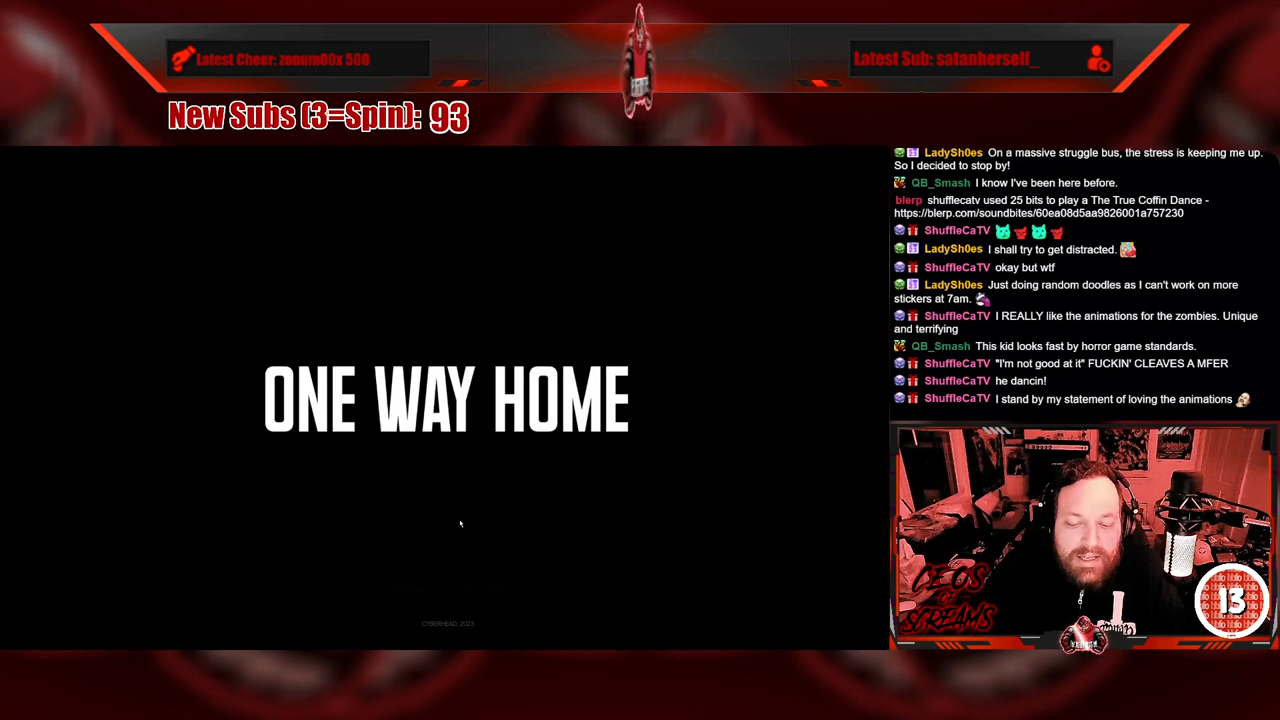 Latest Cheer: zonum00x 500
Latest Sub: satanherself_
New Subs (3=Spin): 93
LadySh0es On a massive struggle bus, the stress is keeping me up.
So I decided to stop by!
QB_Smash I know I've been here before.
blerp shufflecatv used 25 bits to play a The True Coffin Dance -
https://blerp.com/soundbites/60ea08d5aa9826001a757230
ShuffleCaTV
LadySh0es I shall try to get distracted.
ShuffleCaTV okay but wtf
LadySh0es Just doing random doodles as I can't work on more
stickers at 7am.
ShuffleCaTV I REALLY like the animations for the zombies. Unique
and terrifying
QB_Smash This kid looks fast by horror game standards.
ShuffleCaTV "I'm not good at it" FUCKIN' CLEAVES A MFER
ShuffleCaTV he dancin!
ShuffleCaTV I stand by my statement of loving the animations
ONE WAY HOME
CYBERHEAD, 2023
CEOS
OF
SCREAMS
13